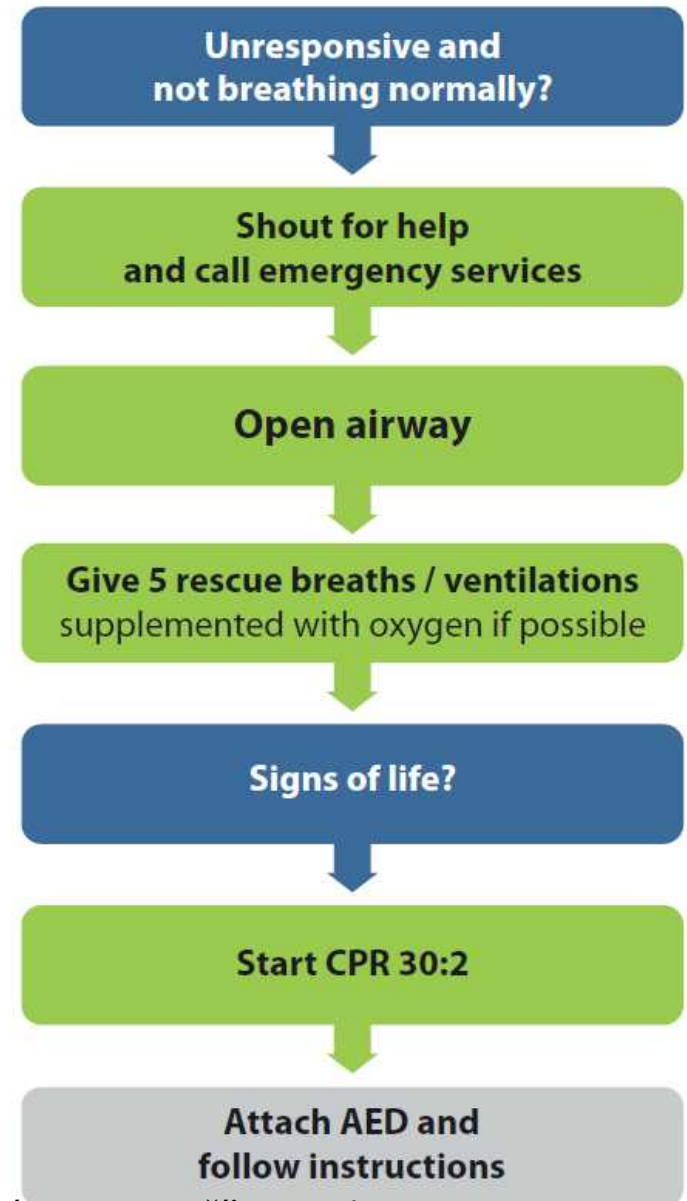 Unresponsive and
not breathing normally?
Shout for help
and call emergency services
Open airway
Give 5 rescue breaths / ventilations
supplemented with oxygen if possible
Signs of life?
Start CPR 30:2
Attach AED and
follow instructions